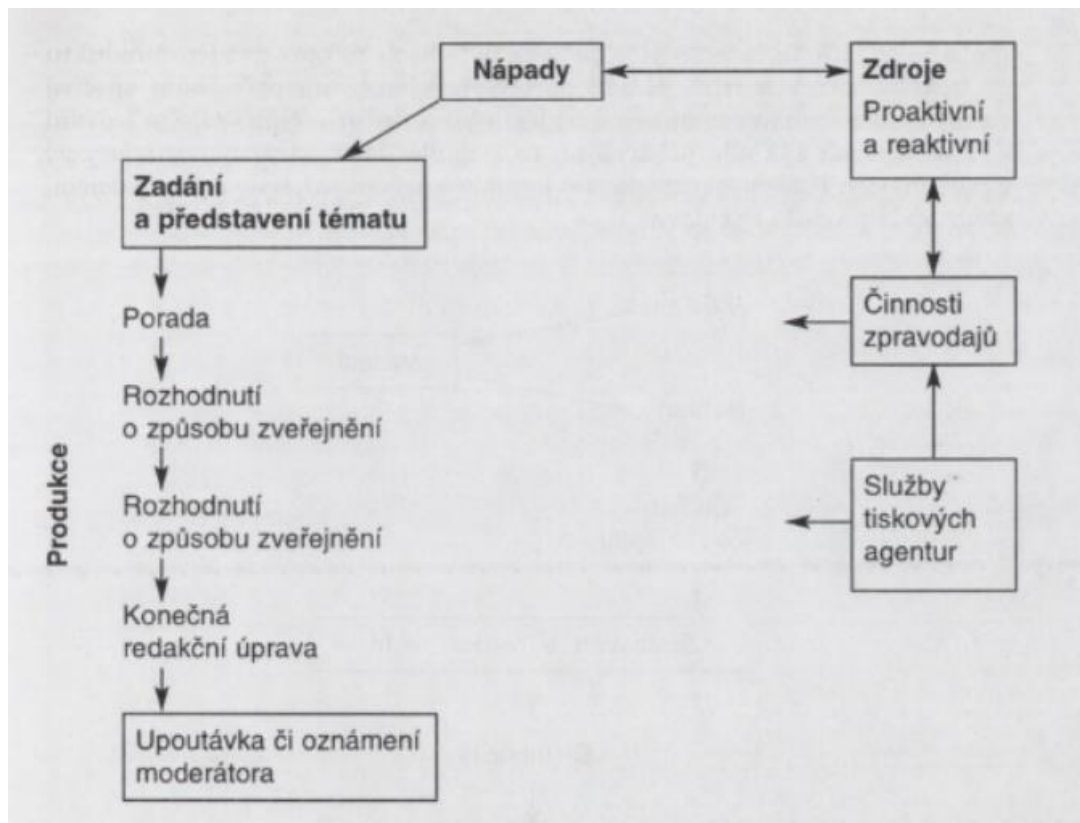 Nápady
Zdroje
Proaktivní
a reaktivní
Zadání
a představení tématu
Činnosti
zpravodajů
Porada
Rozhodnutí
o způsobu zveřejnění
Služby
tiskových
agentur
Rozhodnutí
o způsobu zveřejnění
Produkce
Konečná
redakční úprava
Upoutávka či oznámení
moderátora